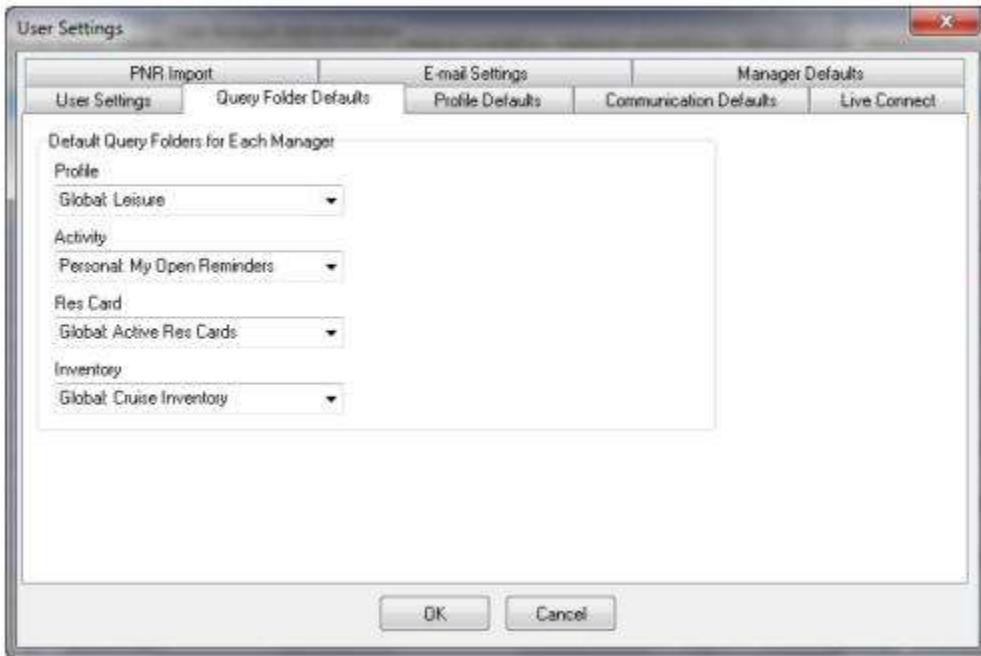 User Settings
PNR Import E-mail Settings Manager Defaults
User Settings Query Folder Defaults Profile Defaults Communication Defaults Live Connect
Default Query Folders for Each Manager
Profile
Global: Leisure
Activity
Personal: My Open Reminders
Res Card
Global: Active Res Cards
Inventory
Global: Cruise Inventory
OK Cancel